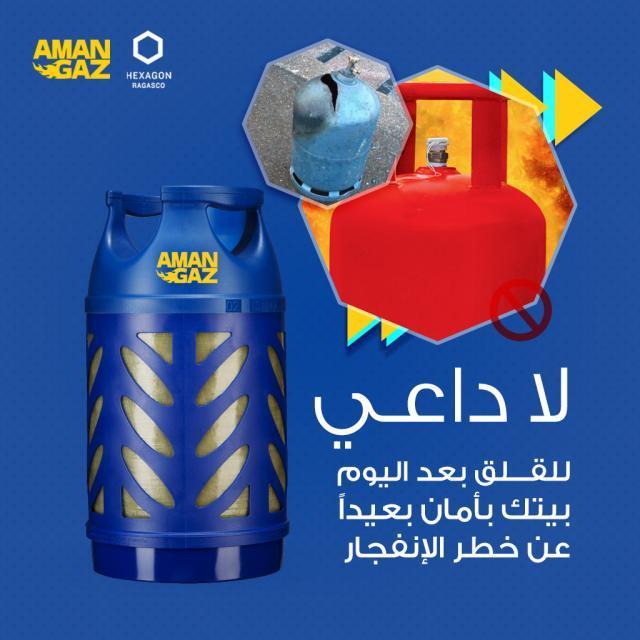 AMAN
GAZ
HEXAGON
RAGASCO
AMAN
GAZ
لا داعي
للقلق بعد اليوم
بيتك بأمان بعيداً
عن خطر الإنفجار